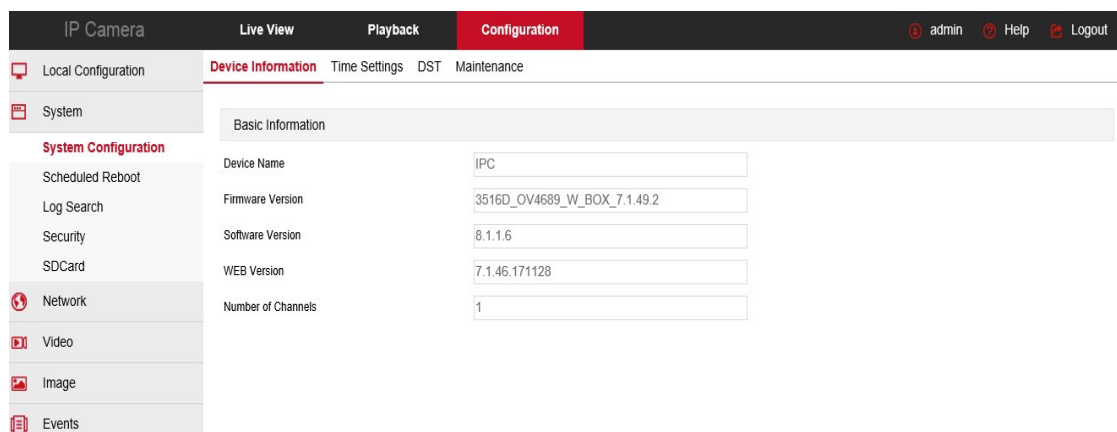 IP Camera Live View Playback Configuration admin Help Logout
Local Configuration
Device Information Time Settings DST Maintenance
System
System Configuration
Scheduled Reboot
Log Search
Security
SDCard
Network
Video
Image
Events
Basic Information
Device Name IPC
Firmware Version 3516D_OV4689_W_BOX_7.1.49.2
Software Version 8.1.1.6
WEB Version 7.1.46.171128
Number of Channels 1